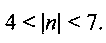 4 < |n| < 7.